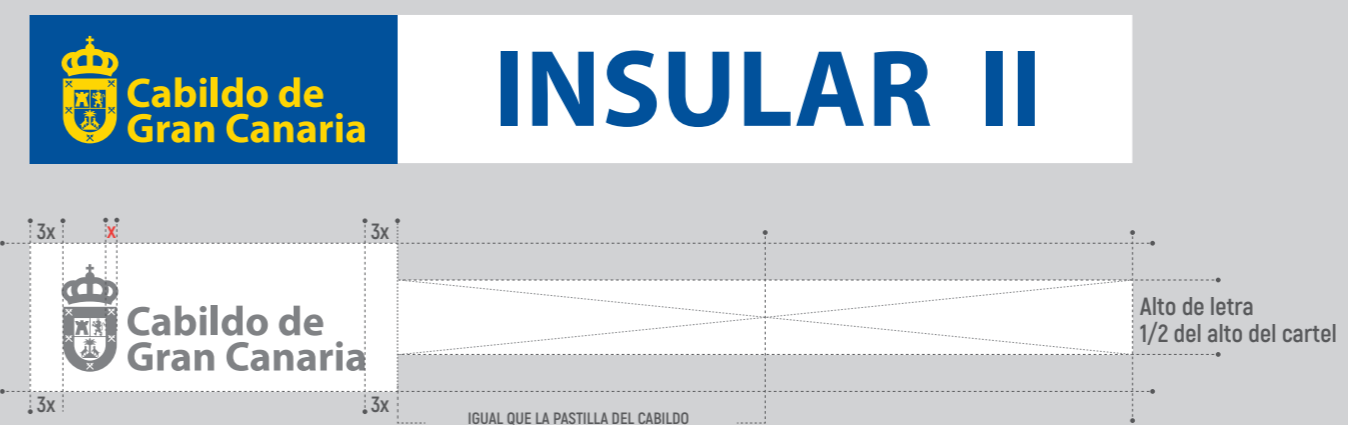 Cabildo de
Gran Canaria
INSULAR II
3x
x
3x
Cabildo de
Gran Canaria
Alto de letra
1/2 del alto del cartel
3x
3x
IGUAL QUE LA PASTILLA DEL CABILDO